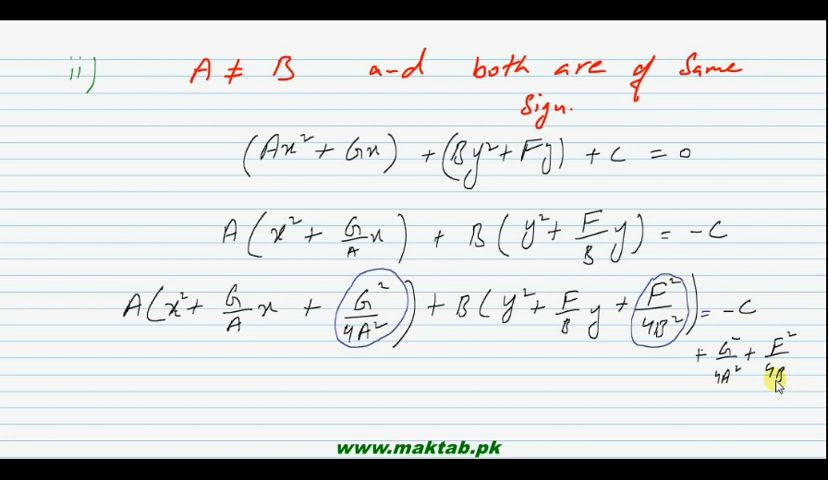 ii) A ≠ B and both are of same
sign.
(Ax² + Gx) + (By² + Fy) + C = 0
A(x² + G/A x) + B(y² + F/B y) = -C
A(x² + G/A x + G²/4A²) + B(y² + F/B y + F²/4B²) = -C
+ G²/4A² + F²/4B
www.maktab.pk